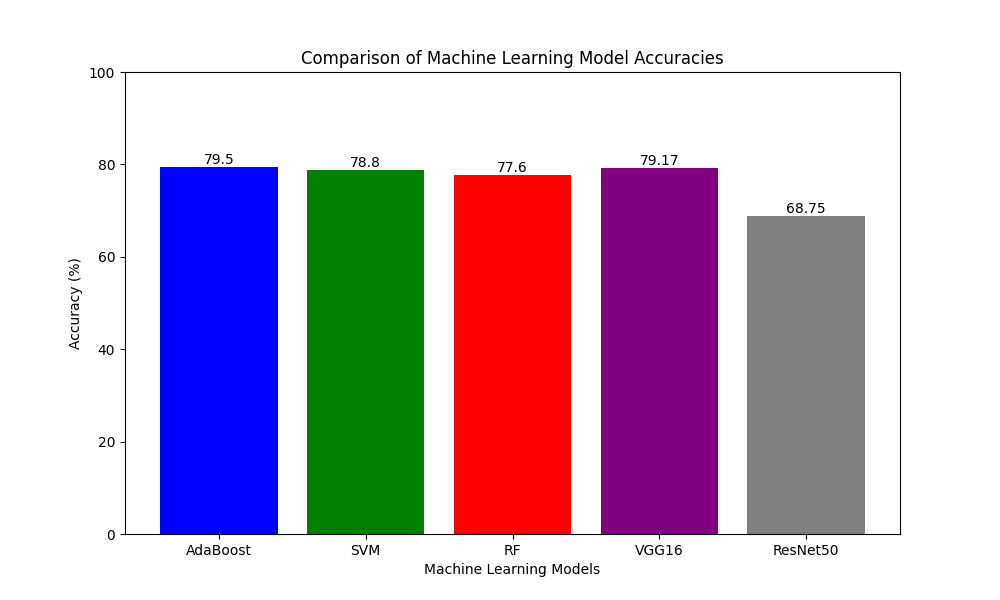 Comparison of Machine Learning Model Accuracies
100
80
60
40
20
0
Accuracy (%)
79.5
78.8
77.6
79.17
68.75
AdaBoost
SVM
RF
VGG16
ResNet50
Machine Learning Models